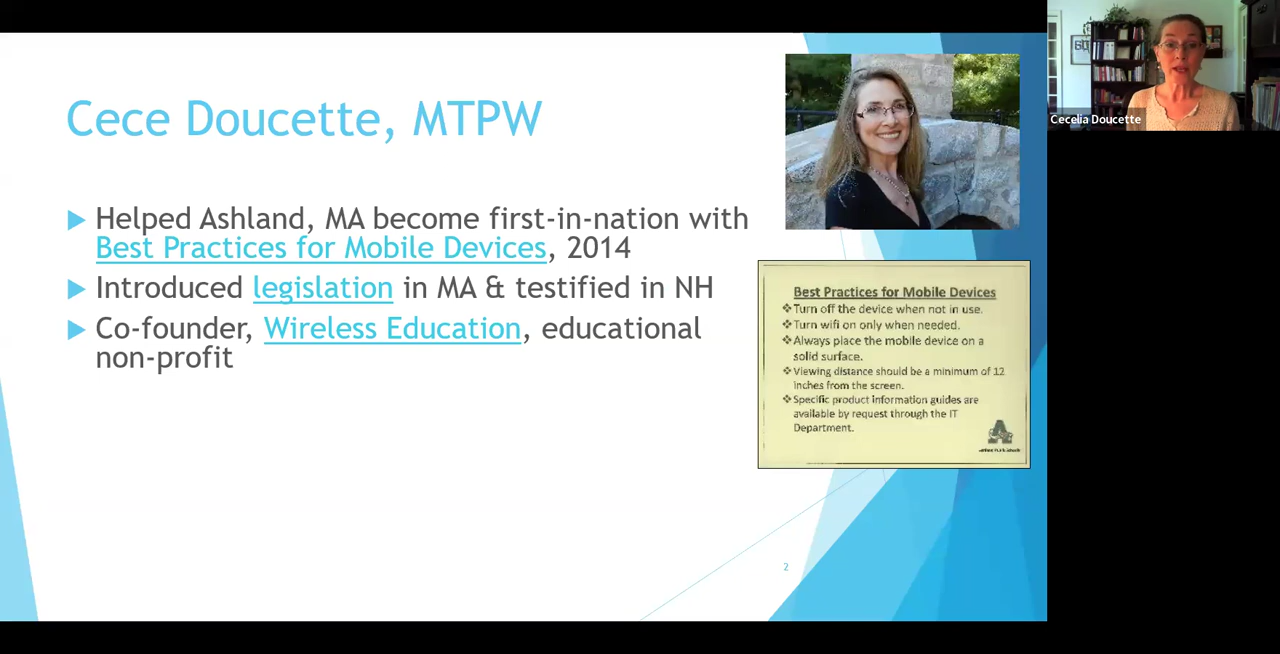 Cece Doucette, MTPW
Helped Ashland, MA become first-in-nation with
Best Practices for Mobile Devices, 2014
Introduced legislation in MA & testified in NH
Co-founder, Wireless Education, educational
non-profit
Best Practices for Mobile Devices
❖Turn off the device when not in use.
❖Turn wifi on only when needed.
❖Always place the mobile device on a
solid surface.
❖Viewing distance should be a minimum of 12
inches from the screen.
❖Specific product information guides are
available by request through the IT
Department.
2
Cecelia Doucette